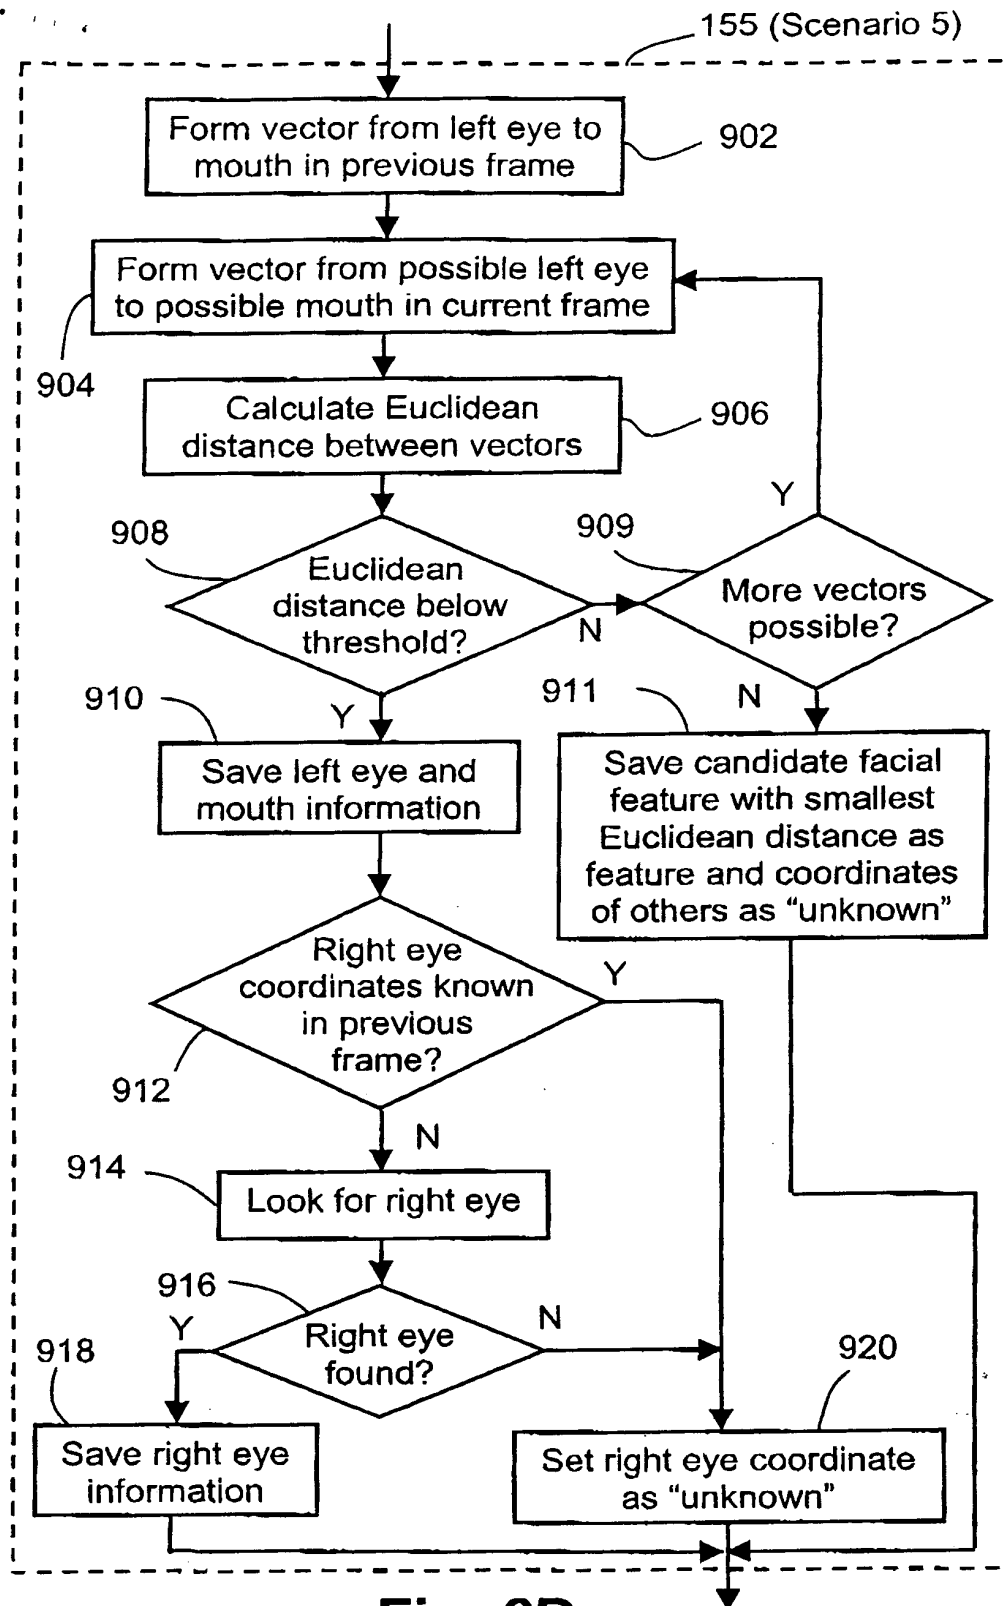 155 (Scenario 5)
Form vector from left eye to
mouth in previous frame
902
Form vector from possible left eye
to possible mouth in current frame
904
Calculate Euclidean
distance between vectors
906
Y
908
909
Euclidean
distance below
threshold?
N
More vectors
possible?
910
Y
911
N
Save left eye and
mouth information
Save candidate facial
feature with smallest
Euclidean distance as
feature and coordinates
of others as “unknown”
Right eye
coordinates known
in previous
frame?
Y
912
N
914
Look for right eye
916
Y
Right eye
found?
N
918
920
Save right eye
information
Set right eye coordinate
as “unknown”